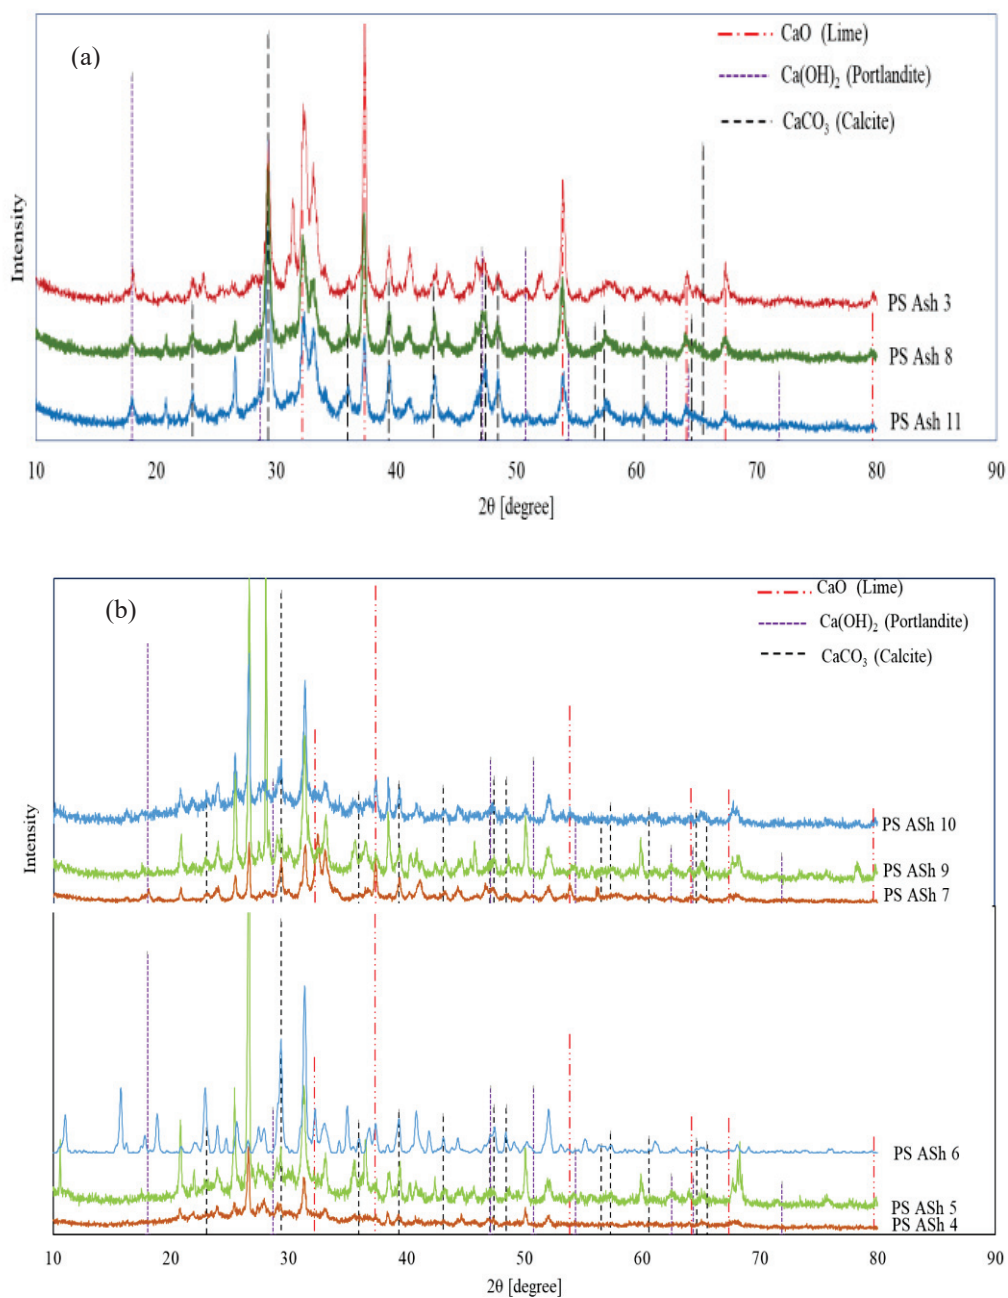 (a)
CaO (Lime)
Ca(OH)2 (Portlandite)
CaCO3 (Calcite)
Intensity
PS Ash 3
PS Ash 8
PS Ash 11
10 20 30 40 50 60 70 80 90
2θ [degree]
(b)
CaO (Lime)
Ca(OH)2 (Portlandite)
CaCO3 (Calcite)
Intensity
PS ASh 10
PS ASh 9
PS ASh 7
Intensity
PS ASh 6
PS ASh 5
PS ASh 4
10 20 30 40 50 60 70 80 90
2θ [degree]